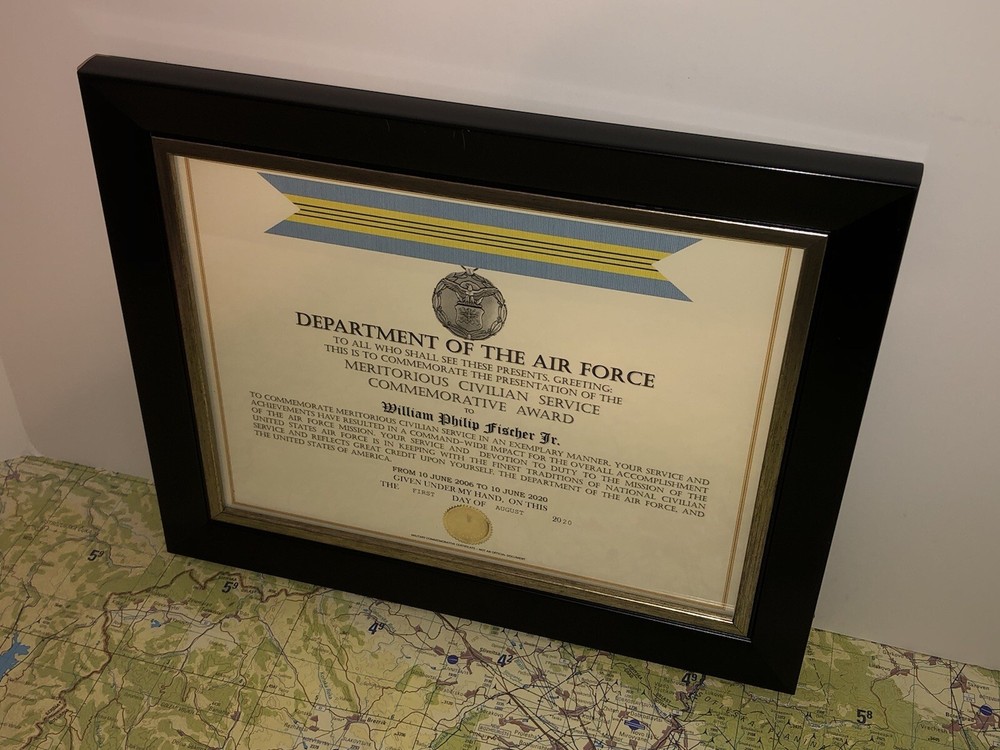 DEPARTMENT OF THE AIR FORCE
TO ALL WHO SHALL SEE THESE PRESENTS, GREETING:
THIS IS TO COMMEMORATE THE PRESENTATION OF THE
MERITORIOUS CIVILIAN SERVICE
COMMEMORATIVE AWARD
TO
William Philip Fischer Jr.
TO COMMEMORATE MERITORIOUS CIVILIAN SERVICE IN AN EXEMPLARY MANNER. YOUR SERVICE AND
ACHIEVEMENTS HAVE RESULTED IN A COMMAND-WIDE IMPACT FOR THE OVERALL ACCOMPLISHMENT
OF THE AIR FORCE MISSION. YOUR SERVICE AND DEVOTION TO DUTY TO THE MISSION OF THE
UNITED STATES AIR FORCE IS IN KEEPING WITH THE FINEST TRADITIONS OF NATIONAL CIVILIAN
SERVICE AND REFLECTS GREAT CREDIT UPON YOURSELF, THE DEPARTMENT OF THE AIR FORCE, AND
THE UNITED STATES OF AMERICA.
FROM 10 JUNE 2006 TO 10 JUNE 2020
GIVEN UNDER MY HAND, ON THIS
THE FIRST DAY OF AUGUST 2020
5⁹
5⁹
4⁹
4²
4⁹
5⁸